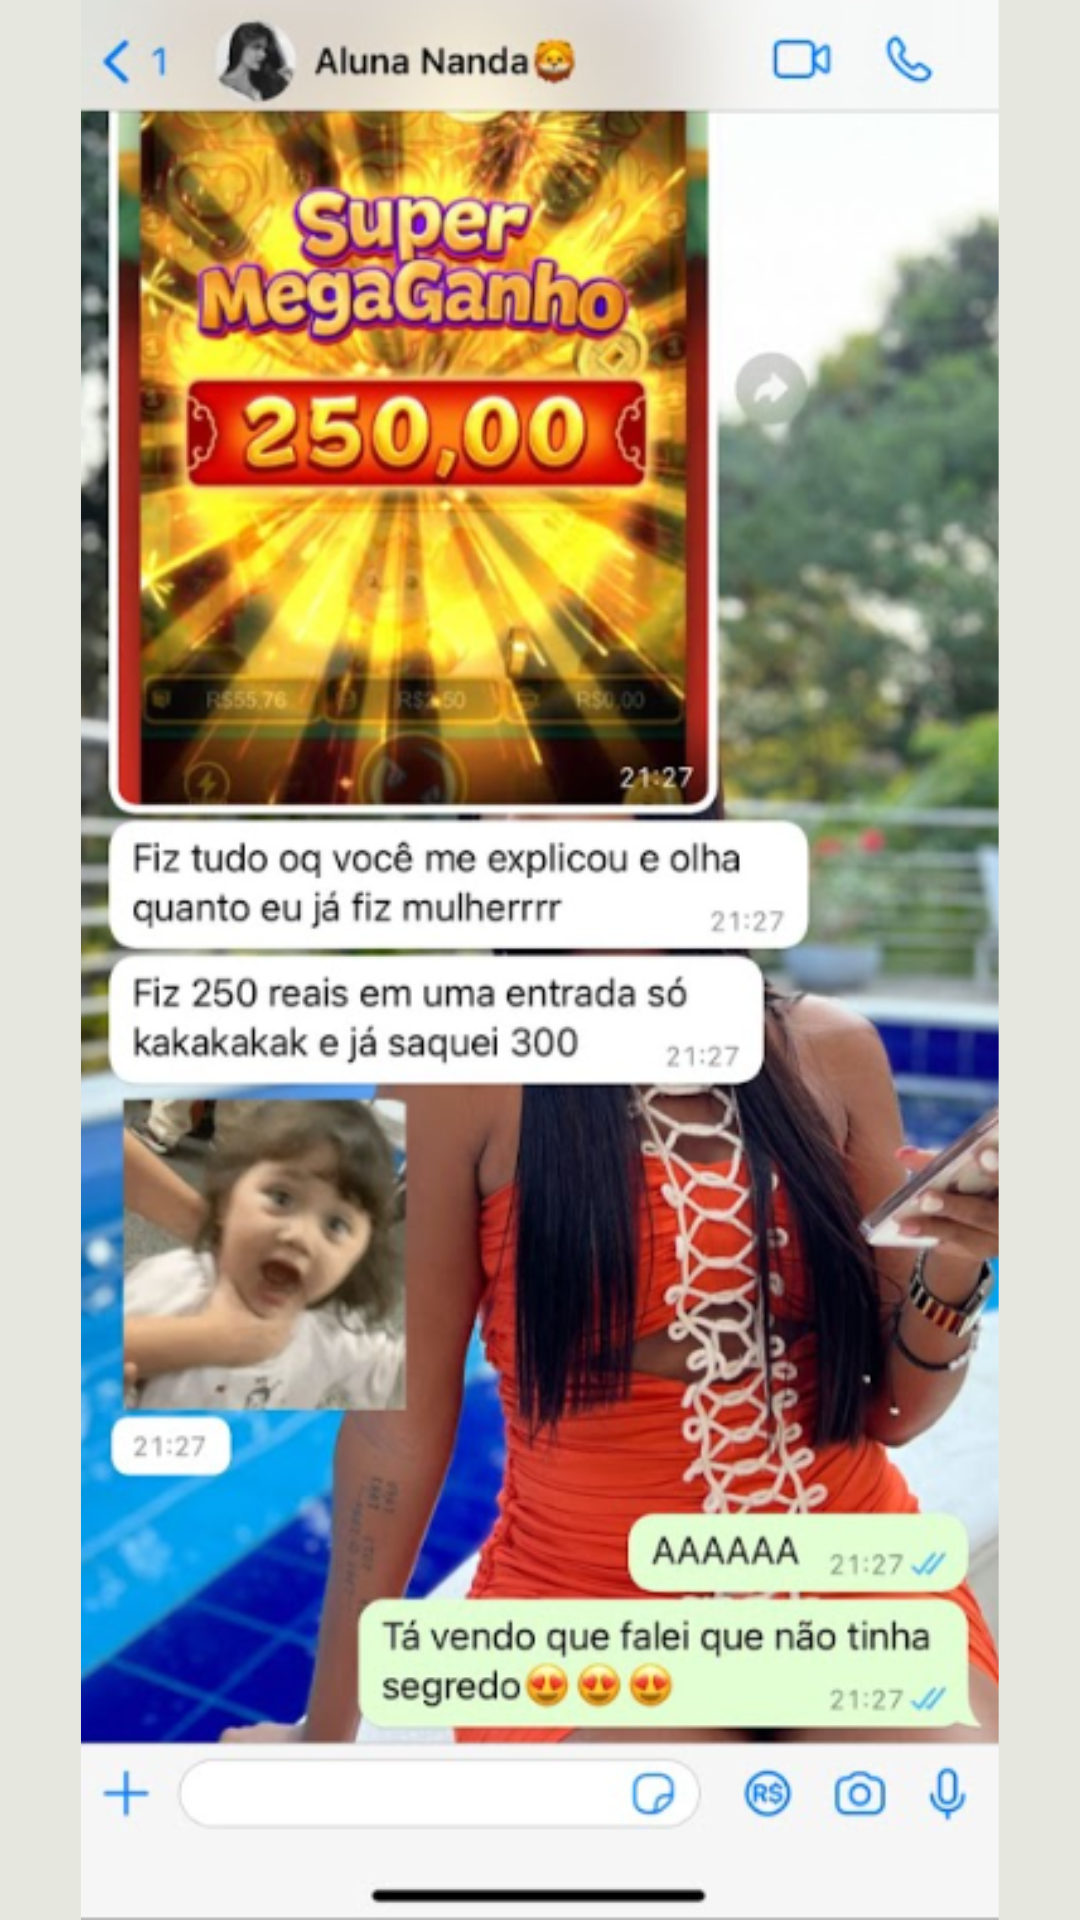 1 Aluna Nanda🦁
Super
MegaGanho
250,00
R$55,76 R$2,50 R$0,00
21:27
Fiz tudo oq você me explicou e olha
quanto eu já fiz mulherrrr 21:27
Fiz 250 reais em uma entrada só
kakakakak e já saquei 300 21:27
21:27
AAAAAA 21:27
Tá vendo que falei que não tinha
segredo😍😍😍 21:27
R$